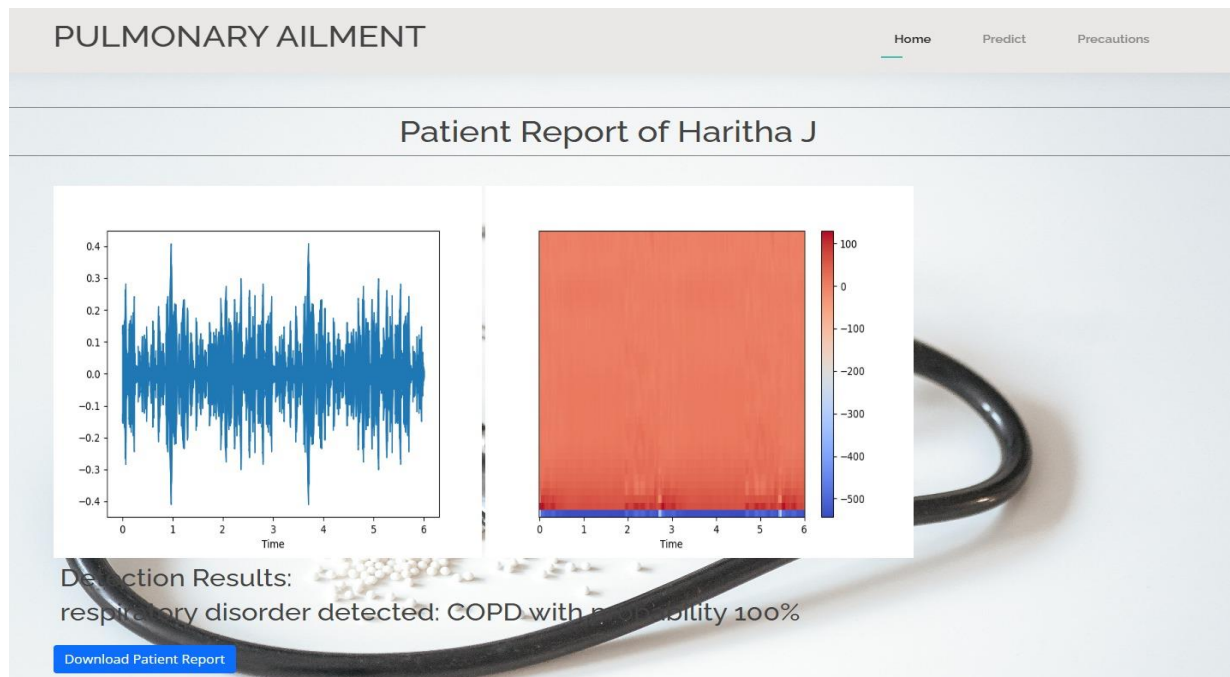 PULMONARY AILMENT
Home Predict Precautions
Patient Report of Haritha J
0.4
0.3
0.2
0.1
0.0
−0.1
−0.2
−0.3
−0.4
0 1 2 3 4 5 6
Time
100
0
−100
−200
−300
−400
−500
0 1 2 3 4 5 6
Time
Detection Results:
respiratory disorder detected: COPD with probability 100%
Download Patient Report